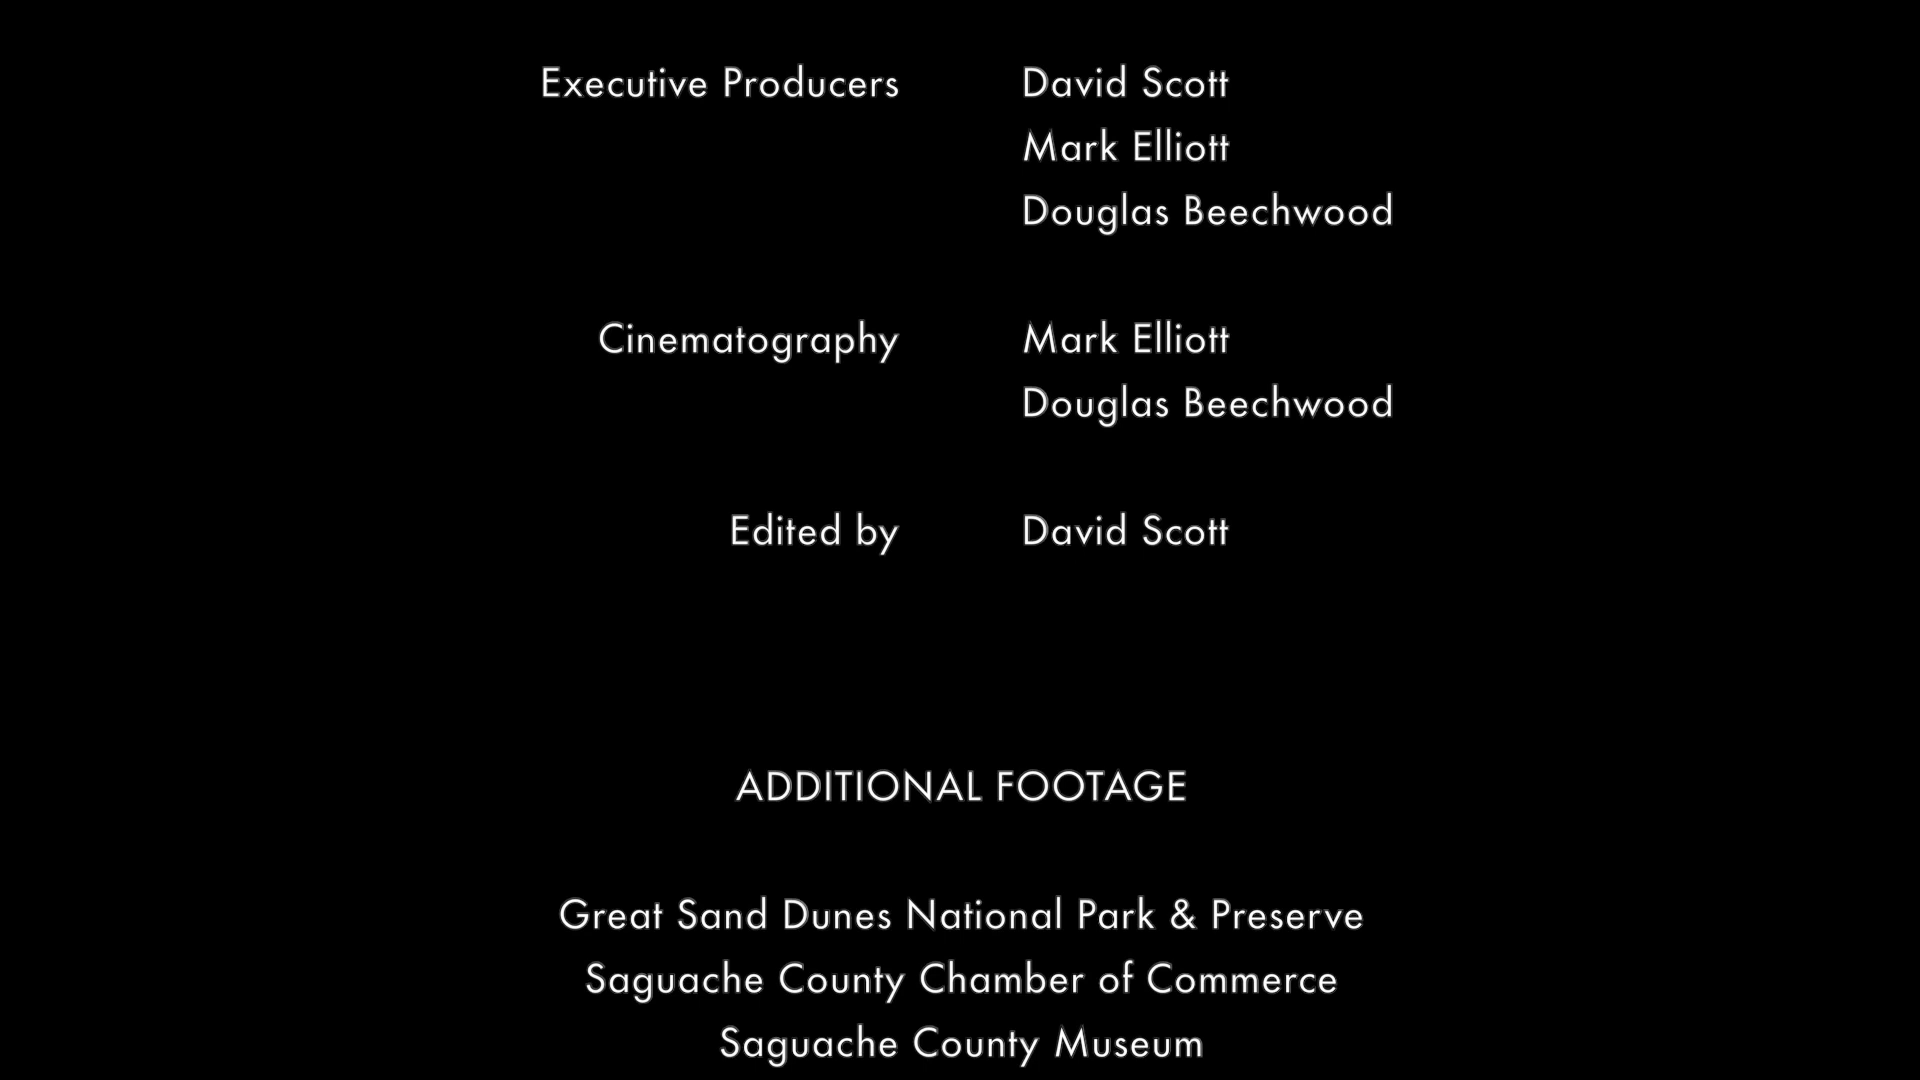 Executive Producers David Scott
Mark Elliott
Douglas Beechwood
Cinematography Mark Elliott
Douglas Beechwood
Edited by David Scott
ADDITIONAL FOOTAGE
Great Sand Dunes National Park & Preserve
Saguache County Chamber of Commerce
Saguache County Museum